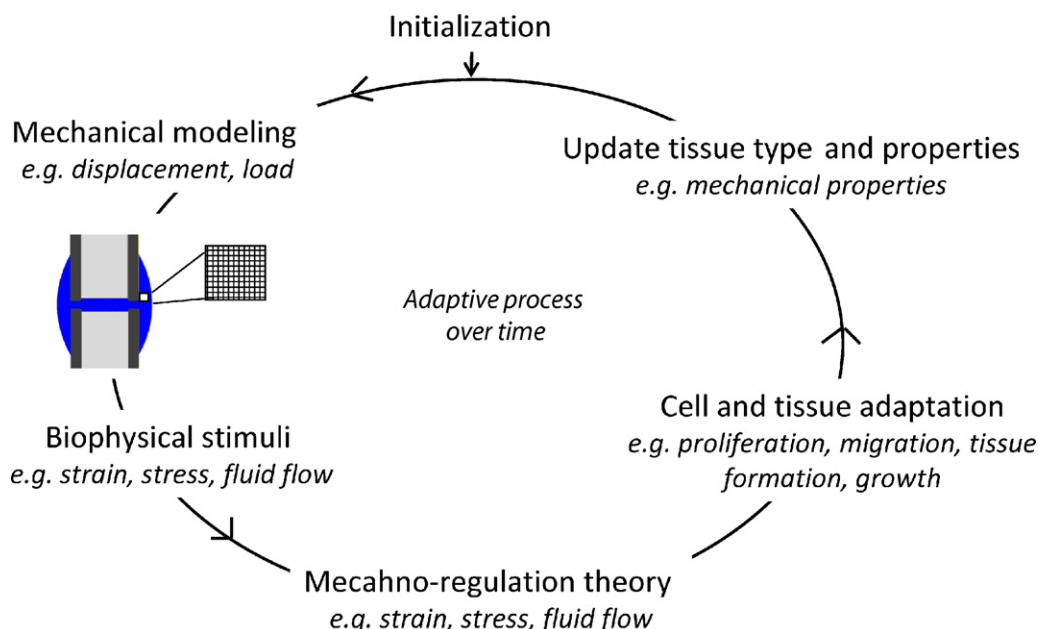 Initialization
Mechanical modeling
e.g. displacement, load
Update tissue type and properties
e.g. mechanical properties
Adaptive process
over time
Biophysical stimuli
e.g. strain, stress, fluid flow
Cell and tissue adaptation
e.g. proliferation, migration, tissue
formation, growth
Mecahno-regulation theory
e.g. strain, stress, fluid flow